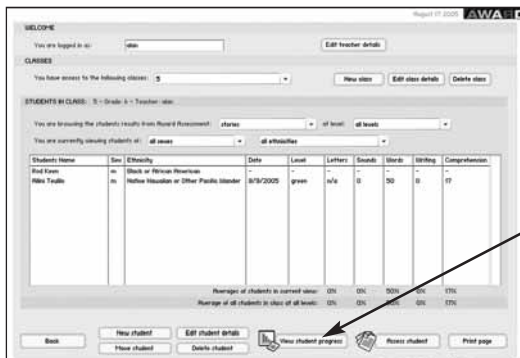 August 17 2005 AWARD
WELCOME
You are logged in as: alan Edit teacher details
CLASSES
You have access to the following classes: 5 New class Edit class details Delete class
STUDENTS IN CLASS: 5 - Grade: 6 - Teacher: alan
You are browsing the students results from Award Assessment: stories of level: all levels
You are currently viewing students of: all sexes all ethnicities
Students Name Sex Ethnicity Date Level Letters Sounds Words Writing Comprehension
Rod Keen m Black or African American - - - - - - -
m Native Hawaiian or Other Pacific Islander 8/9/2005 green n/a 0 50 0 17
Averages of students in current view: 0% 0% 50% 0% 17%
Average of all students in class at all levels: 0% 0% 0% 17%
Back New student Edit student details View student progress Assess student Print page
Move student Delete student